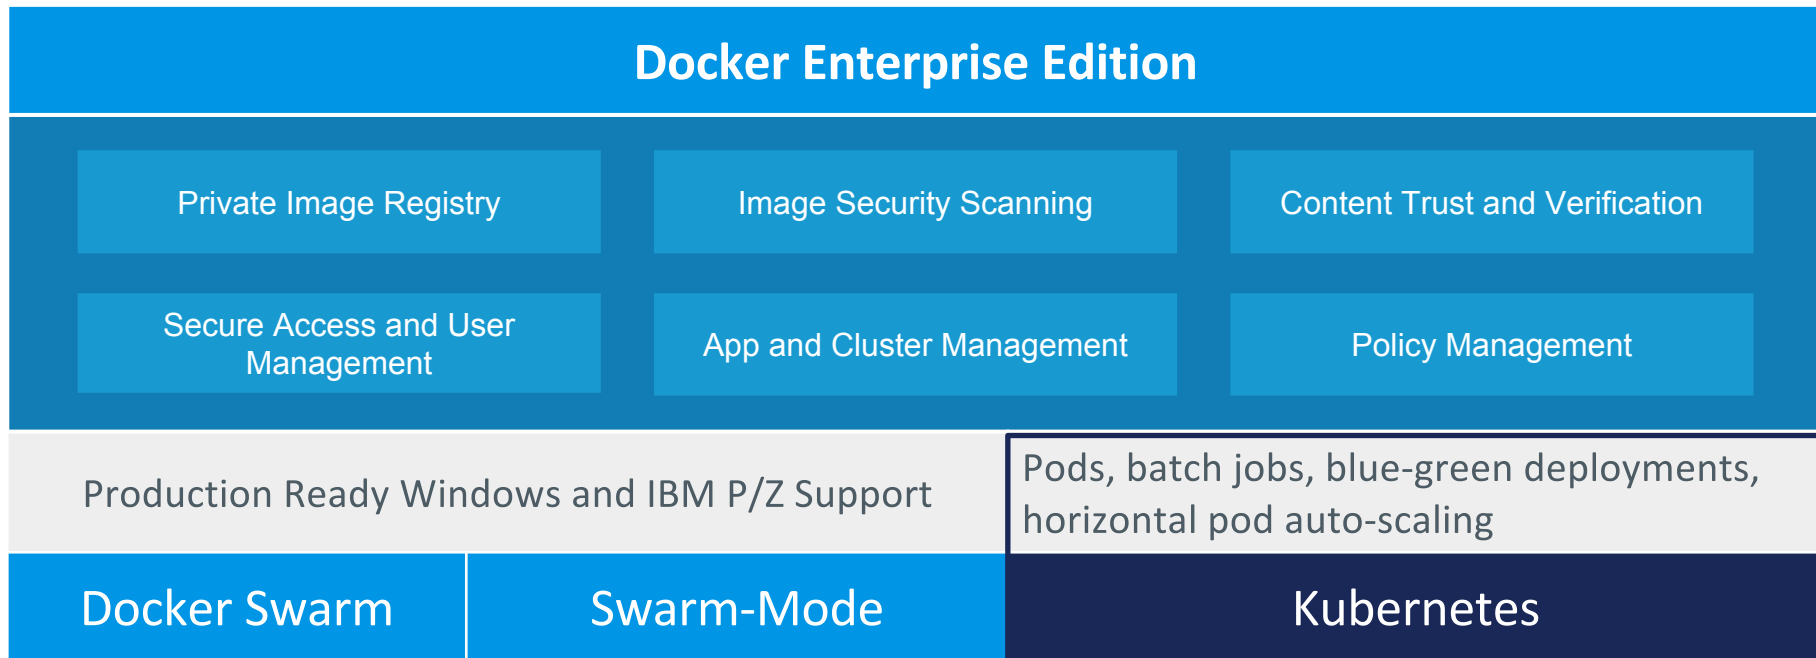 Docker Enterprise Edition
Private Image Registry
Image Security Scanning
Content Trust and Verification
Secure Access and User
Management
App and Cluster Management
Policy Management
Production Ready Windows and IBM P/Z Support
Pods, batch jobs, blue-green deployments,
horizontal pod auto-scaling
Docker Swarm
Swarm-Mode
Kubernetes